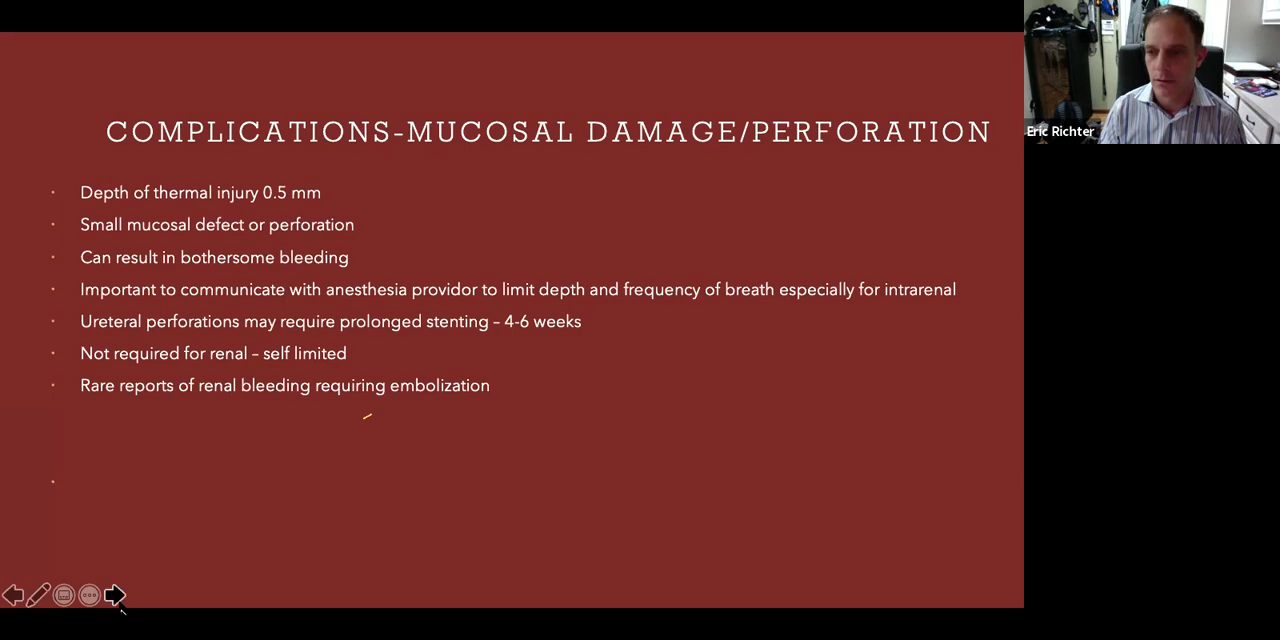 COMPLICATIONS-MUCOSAL DAMAGE/PERFORATION
Depth of thermal injury 0.5 mm
Small mucosal defect or perforation
Can result in bothersome bleeding
Important to communicate with anesthesia providor to limit depth and frequency of breath especially for intrarenal
Ureteral perforations may require prolonged stenting – 4-6 weeks
Not required for renal – self limited
Rare reports of renal bleeding requiring embolization
Eric Richter